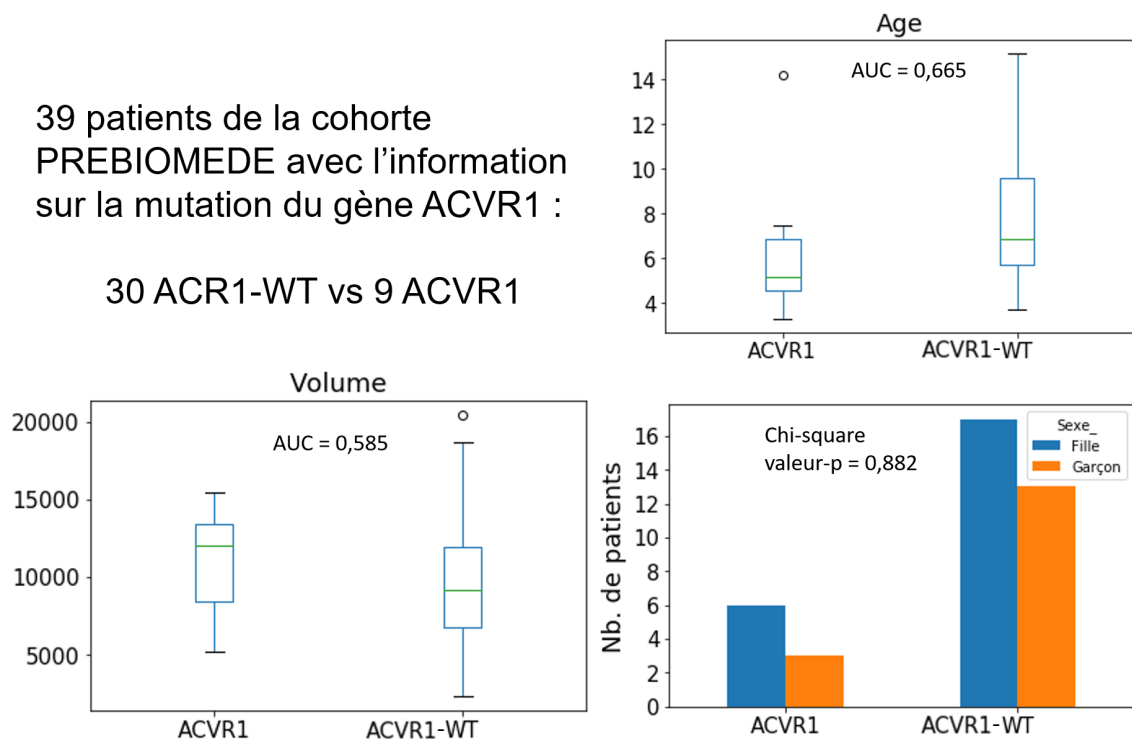 39 patients de la cohorte
PREBIOMEDE avec l’information
sur la mutation du gène ACVR1 :
30 ACR1-WT vs 9 ACVR1
Age
AUC = 0,665
14
12
10
8
6
4
ACVR1
ACVR1-WT
Volume
AUC = 0,585
20000
15000
10000
5000
ACVR1
ACVR1-WT
Chi-square
valeur-p = 0,882
Sexe_
Fille
Garçon
Nb. de patients
16
14
12
10
8
6
4
2
0
ACVR1
ACVR1-WT